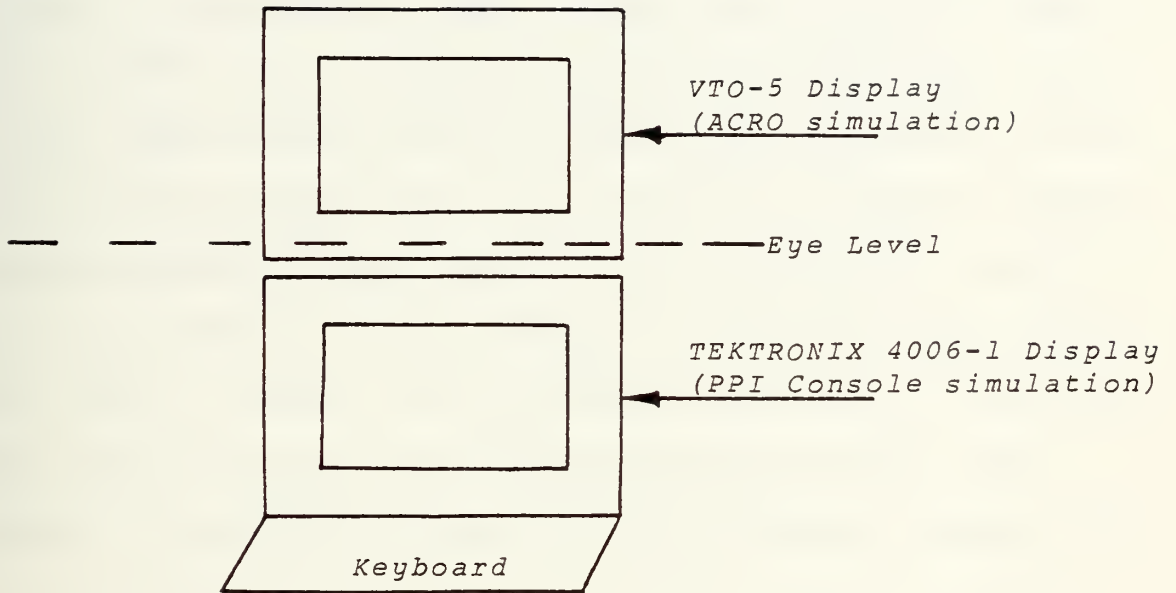 VTO-5 Display
(ACRO simulation)
Eye Level
TEKTRONIX 4006-1 Display
(PPI Console simulation)
Keyboard